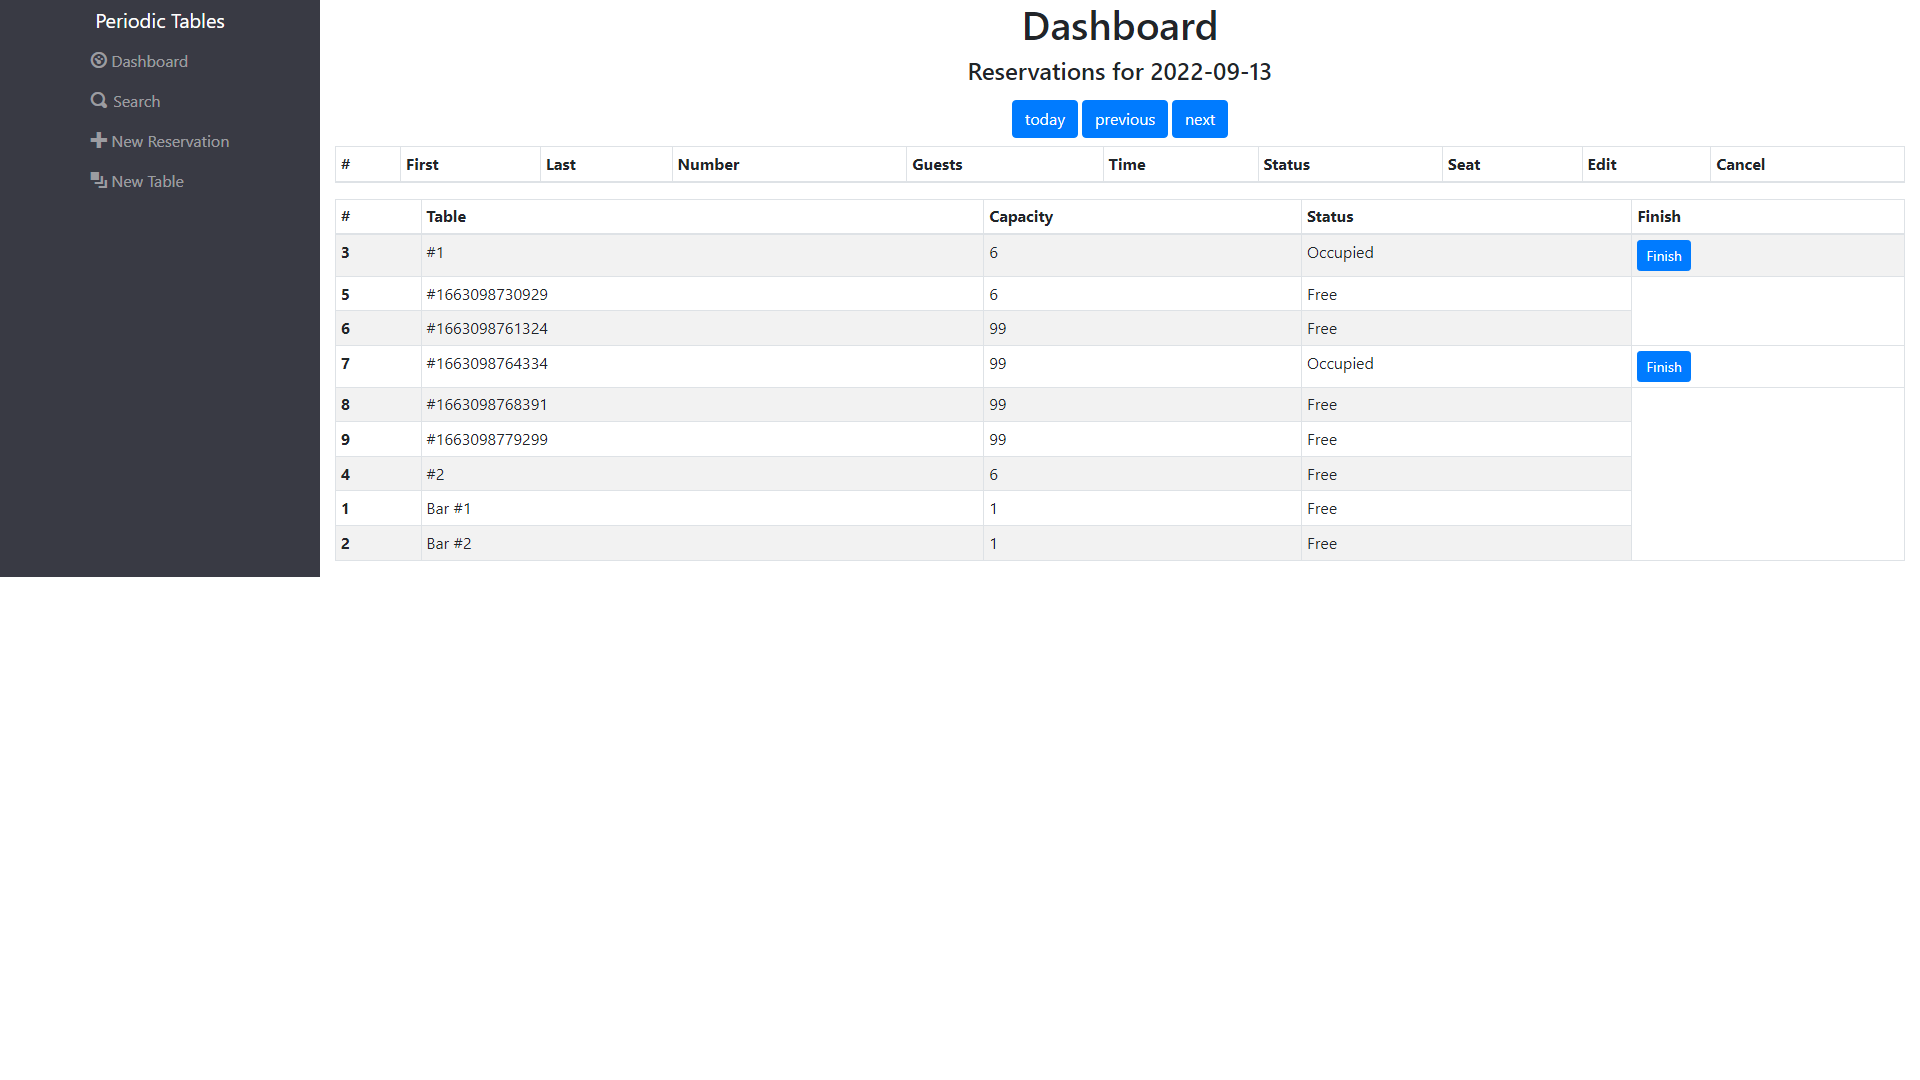 Periodic Tables
Dashboard
Search
New Reservation
New Table
Dashboard
Reservations for 2022-09-13
today previous next
# First Last Number Guests Time Status Seat Edit Cancel
# Table Capacity Status Finish
3 #1 6 Occupied Finish
5 #1663098730929 6 Free
6 #1663098761324 99 Free
7 #1663098764334 99 Occupied Finish
8 #1663098768391 99 Free
9 #1663098779299 99 Free
4 #2 6 Free
1 Bar #1 1 Free
2 Bar #2 1 Free